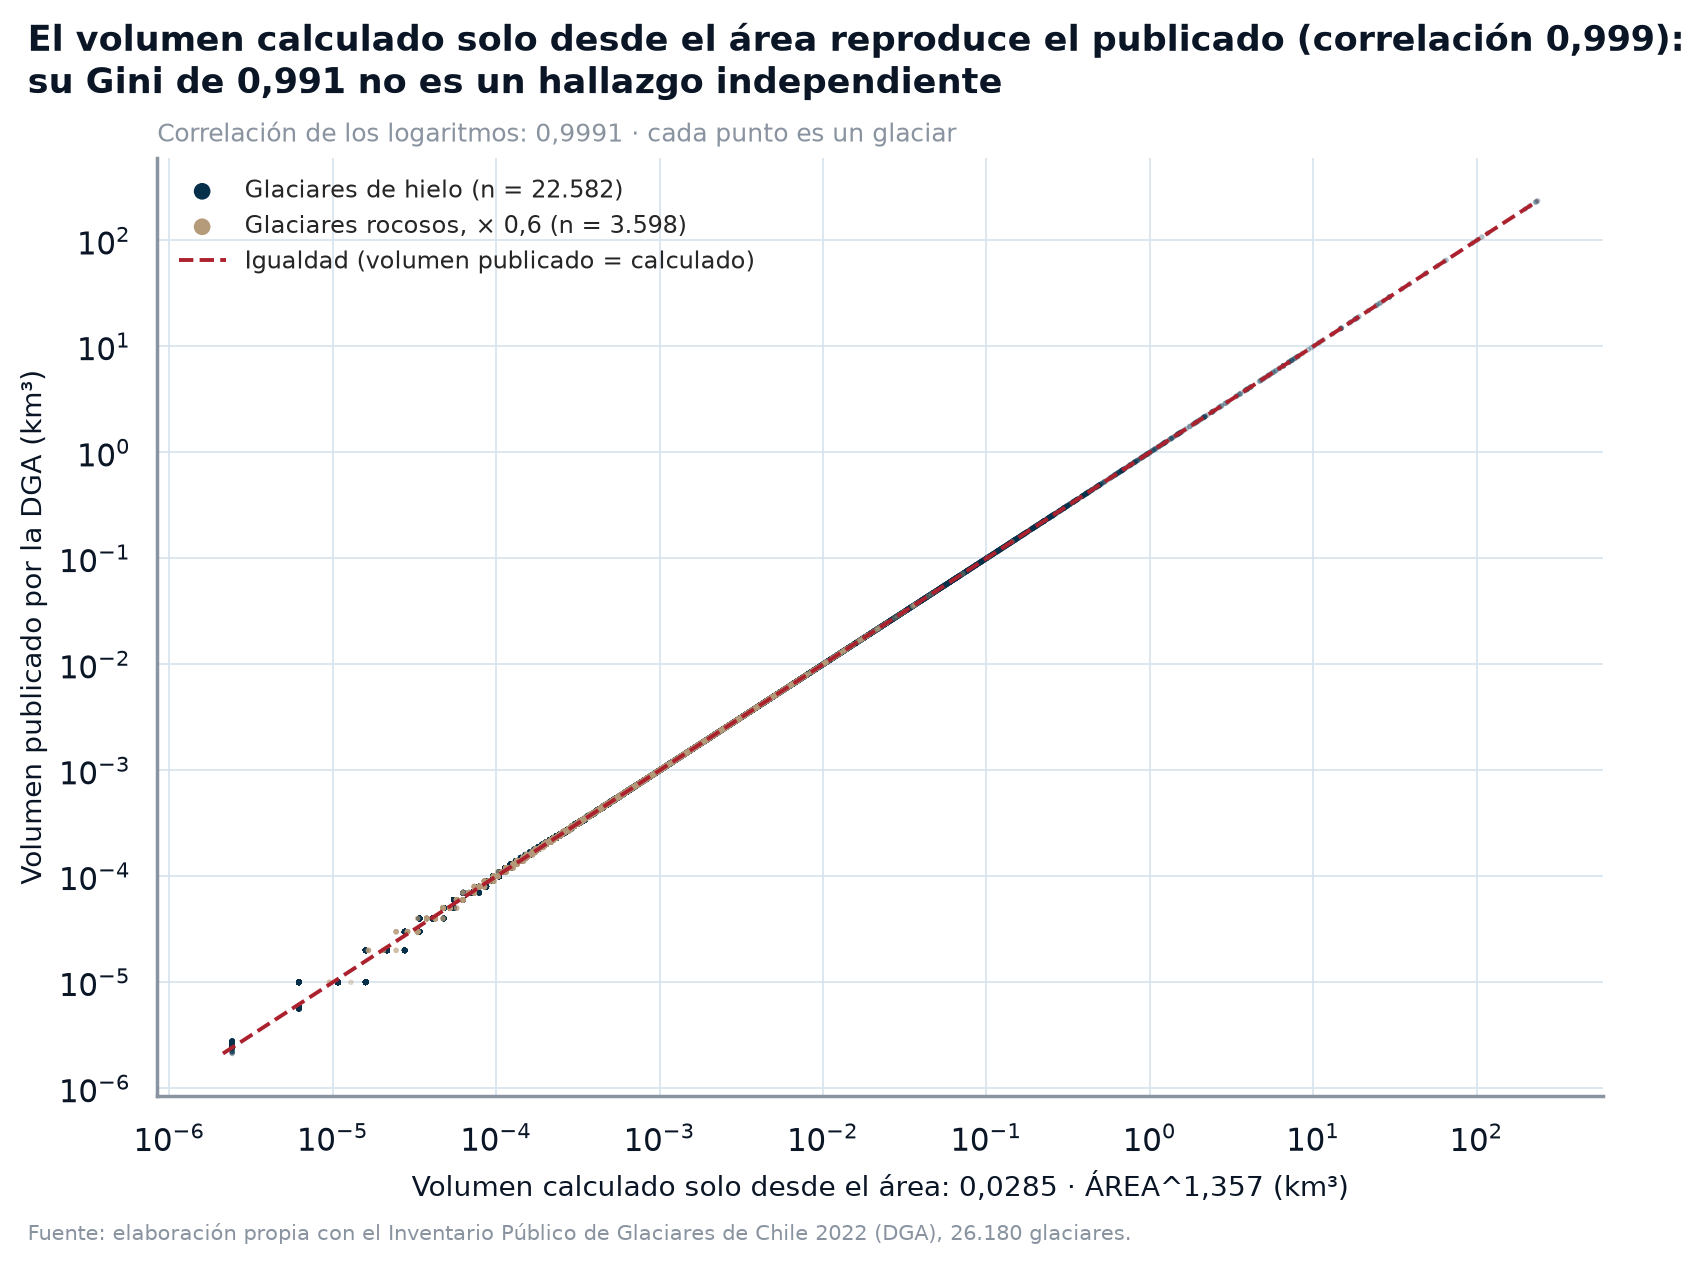 El volumen calculado solo desde el área reproduce el publicado (correlación 0,999):
su Gini de 0,991 no es un hallazgo independiente
Correlación de los logaritmos: 0,9991 · cada punto es un glaciar
Glaciares de hielo (n = 22.582)
Glaciares rocosos, × 0,6 (n = 3.598)
Igualdad (volumen publicado = calculado)
Volumen publicado por la DGA (km³)
10²
10¹
10⁰
10⁻¹
10⁻²
10⁻³
10⁻⁴
10⁻⁵
10⁻⁶
10⁻⁶ 10⁻⁵ 10⁻⁴ 10⁻³ 10⁻² 10⁻¹ 10⁰ 10¹ 10²
Volumen calculado solo desde el área: 0,0285 · ÁREA^1,357 (km³)
Fuente: elaboración propia con el Inventario Público de Glaciares de Chile 2022 (DGA), 26.180 glaciares.